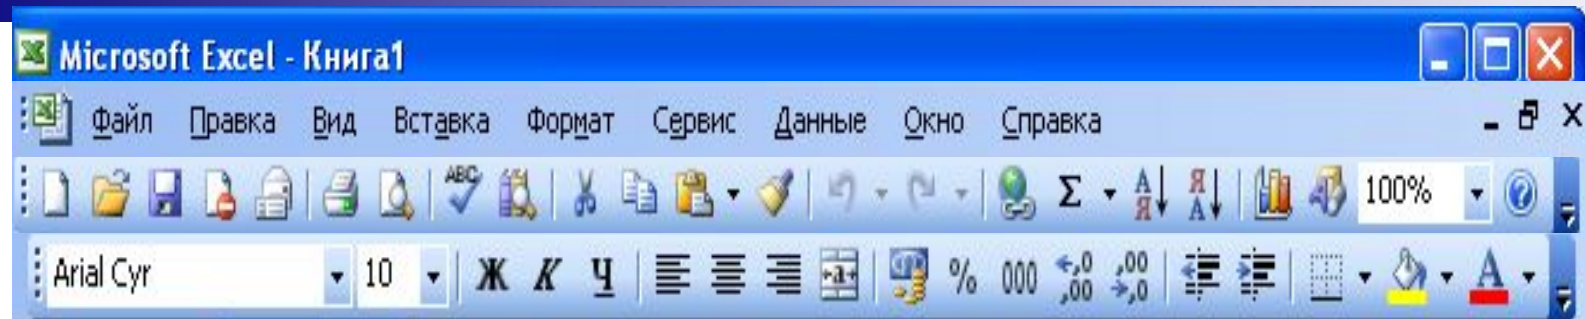 Microsoft Excel - Книга1
Файл Правка Вид Вставка Формат Сервис Данные Окно Справка
ABC Σ А Я Я А 100% ?
Arial Cyr 10 Ж К Ч a % 000 ,0 ,00 ,00 ,0 A